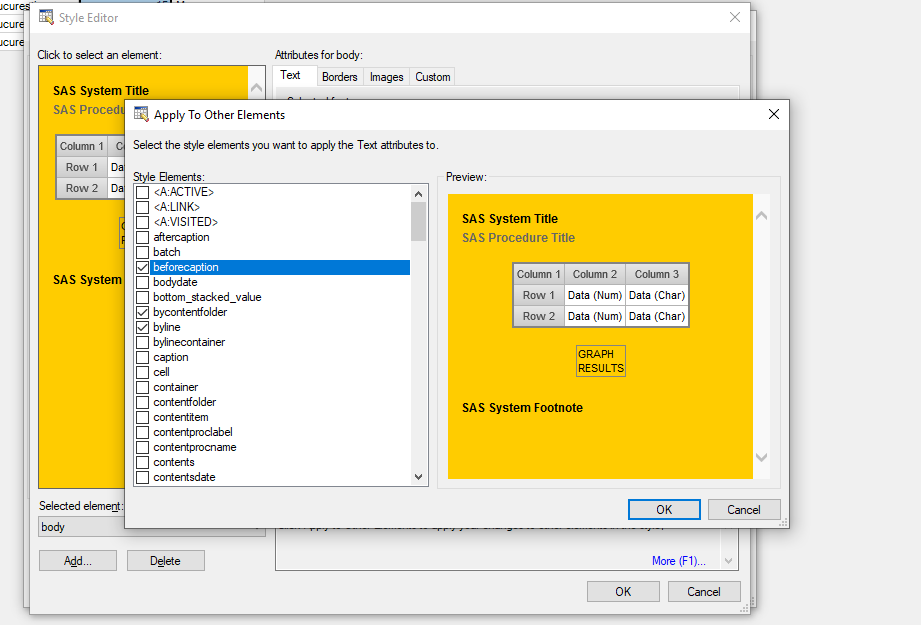 Style Editor
Click to select an element:
Attributes for body:
Text
Borders
Images
Custom
SAS System Title
SAS Procedu
Column 1
Row 1
Da
Row 2
Da
SAS System
Apply To Other Elements
Select the style elements you want to apply the Text attributes to.
Style Elements:
<A:ACTIVE>
<A:LINK>
<A:VISITED>
aftercaption
batch
beforecaption
bodydate
bottom_stacked_value
bycontentfolder
byline
bylinecontainer
caption
cell
container
contentfolder
contentitem
contentproclabel
contentprocname
contents
contentsdate
Preview:
SAS System Title
SAS Procedure Title
Column 1 Column 2 Column 3
Row 1 Data (Num) Data (Char)
Row 2 Data (Num) Data (Char)
GRAPH
RESULTS
SAS System Footnote
OK
Cancel
Selected element:
body
Add...
Delete
More (F1)...
OK
Cancel